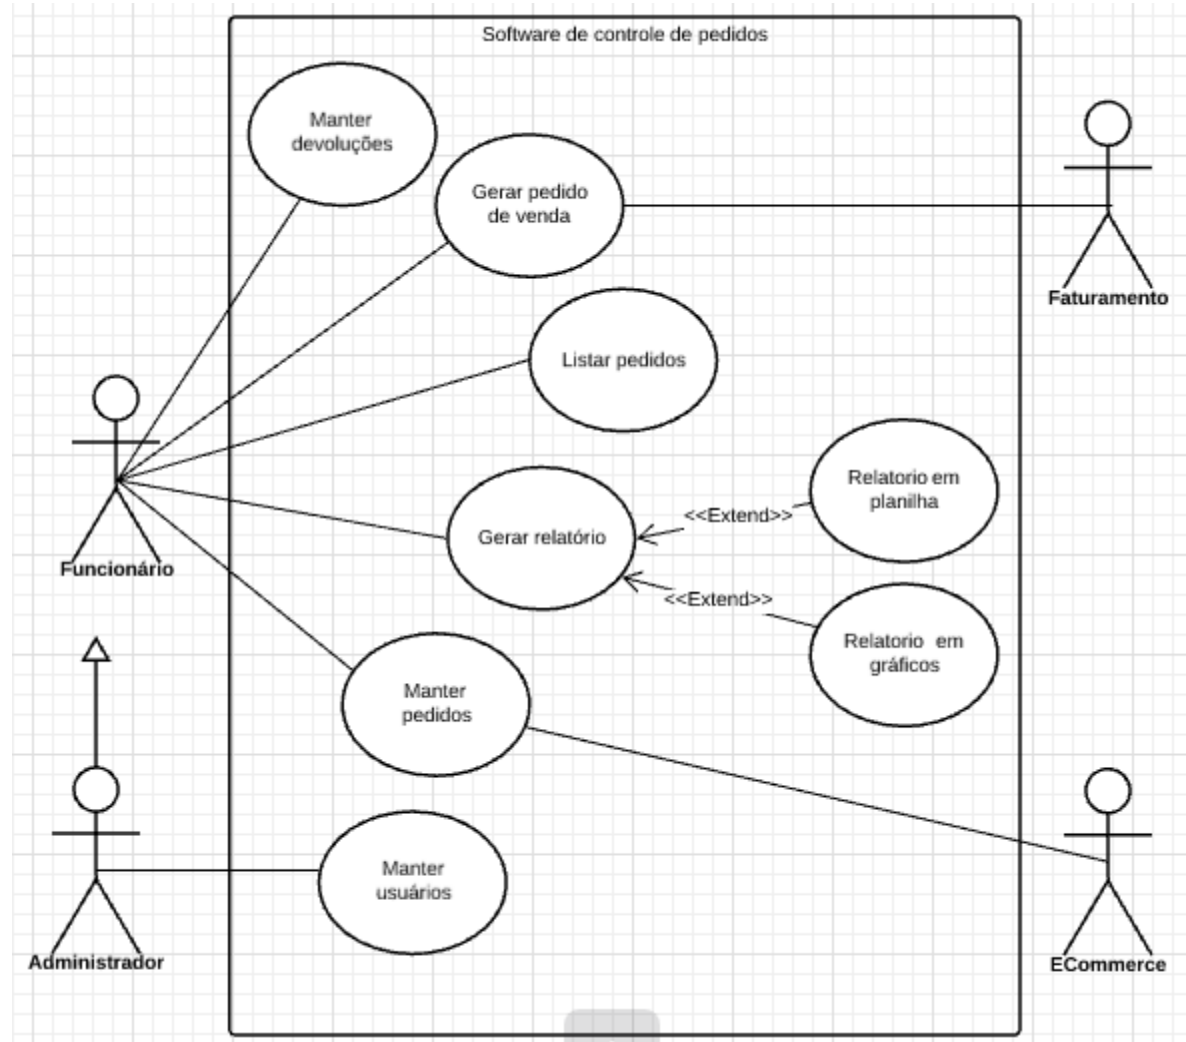 Software de controle de pedidos
Manter
devoluções
Gerar pedido
de venda
Faturamento
Listar pedidos
Funcionário
Relatorio em
planilha
<<Extend>>
Gerar relatório
<<Extend>>
Relatorio em
gráficos
Manter
pedidos
Manter
usuários
Administrador
ECommerce